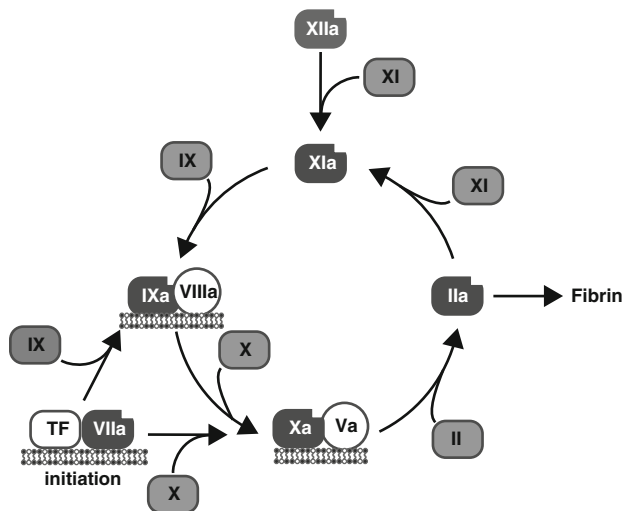 XIIa
XI
XIa
IX
XI
IXa VIIIa
IIa
Fibrin
IX
X
TF VIIa
Xa Va
II
initiation
X